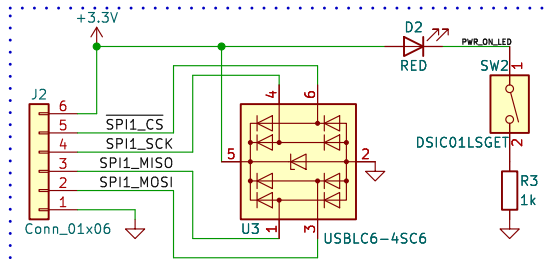 +3.3V
D2
PWR_ON_LED
RED
SW2
1
J2
4
6
6
5
SPI1_CS
DSIC01LSGET
4
SPI1_SCK
2
3
SPI1_MISO
5
2
2
SPI1_MOSI
R3
1
1k
Conn_01x06
U3
1
3
USBLC6-4SC6